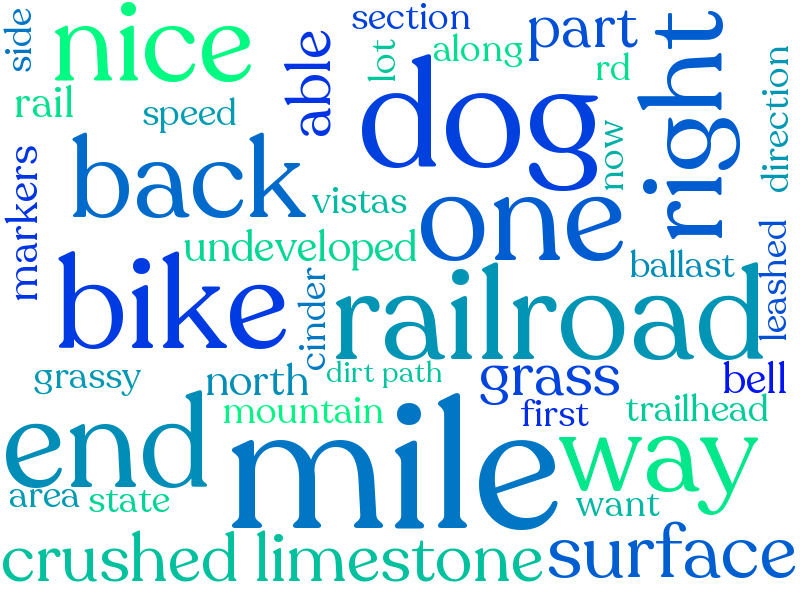 side
nice
able
section
part
right
lot
along
rd
rail
speed
dog
direction
now
markers
back
vistas
one
undeveloped
ballast
leashed
bike
cinder
railroad
grassy
north
dirt path
grass
bell
mountain
first
trailhead
end
mile
way
area
state
want
crushed limestone
surface